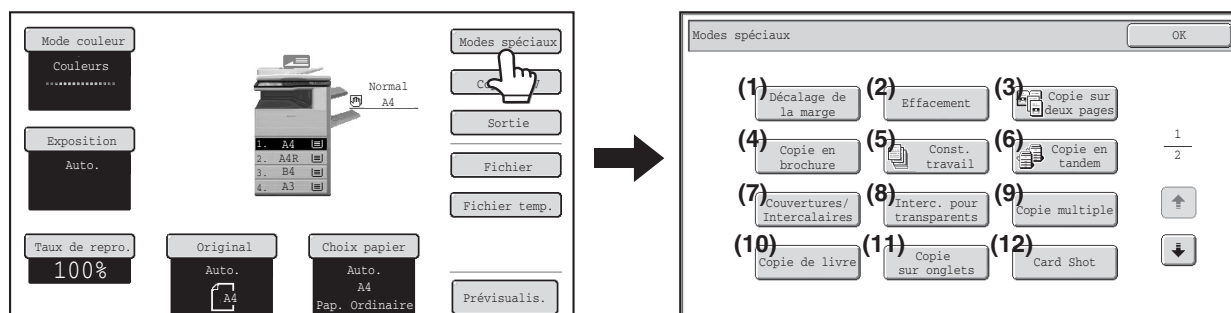 Mode couleur
Couleurs
Exposition
Auto.
Taux de repro.
100%
Original
Auto.
A4
Choix papier
Auto.
A4
Pap. Ordinaire
Normal
A4
1. A4
2. A4R
3. B4
4. A3
Modes spéciaux
Sortie
Fichier
Fichier temp.
Prévisualis.
Modes spéciaux
OK
(1) Décalage de
la marge
(2) Effacement
(3) Copie sur
deux pages
(4) Copie en
brochure
(5) Const.
travail
(6) Copie en
tandem
(7) Couvertures/
Intercalaires
(8) Interc. pour
transparents
(9) Copie multiple
(10) Copie de livre
(11) Copie
sur onglets
(12) Card Shot
1
2